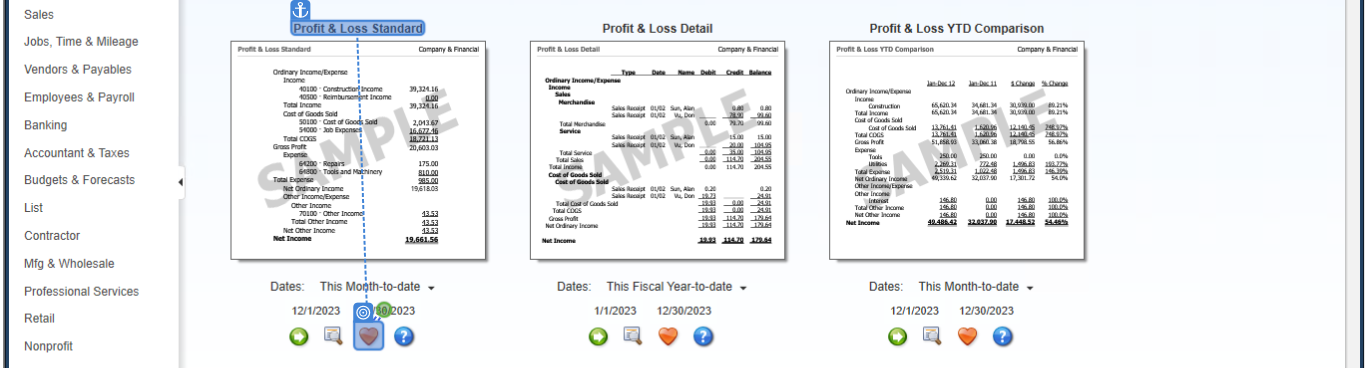 Sales
Jobs, Time & Mileage
Vendors & Payables
Employees & Payroll
Banking
Accountant & Taxes
Budgets & Forecasts
List
Contractor
Mfg & Wholesale
Professional Services
Retail
Nonprofit
Profit & Loss Standard
Profit & Loss Standard Company & Financial
SAMPLE
Ordinary Income/Expense
Income
40100 · Construction Income 39,324.16
40500 · Reimbursement Income 0.00
Total Income 39,324.16
Cost of Goods Sold
50100 · Cost of Goods Sold 2,043.67
54000 · Job Expenses 16,677.46
Total COGS 18,721.13
Gross Profit 20,603.03
Expense
64200 · Repairs 175.00
64800 · Tools and Machinery 810.00
Total Expense 985.00
Net Ordinary Income 19,618.03
Other Income/Expense
Other Income
70100 · Other Income 43.53
Total Other Income 43.53
Net Other Income 43.53
Net Income 19,661.56
Dates: This Month-to-date
12/1/2023 /30/2023
Profit & Loss Detail
Profit & Loss Detail Company & Financial
SAMPLE
Type Date Name Debit Credit Balance
Ordinary Income/Expense
Income
Sales
Merchandise
Sales Receipt 01/02 Sun, Alan 0.80 0.80
Sales Receipt 01/02 Vu, Don 78.90 99.60
Total Merchandise 0.00 79.70 99.60
Service
Sales Receipt 01/02 Sun, Alan 15.00 15.00
Sales Receipt 01/02 Vu, Don 20.00 104.95
Total Service 0.00 35.00 104.95
Total Sales 0.00 114.70 204.55
Total Income 0.00 114.70 204.55
Cost of Goods Sold
Cost of Goods Sold
Sales Receipt 01/02 Sun, Alan 0.20 0.20
Sales Receipt 01/02 Vu, Don 19.73 24.91
Total Cost of Goods Sold 19.93 0.00 24.91
Total COGS 19.93 0.00 24.91
Gross Profit 19.93 114.70 179.64
Net Ordinary Income 19.93 114.70 179.64
Net Income 19.93 114.70 179.64
Dates: This Fiscal Year-to-date
1/1/2023 12/30/2023
Profit & Loss YTD Comparison
Profit & Loss YTD Comparison Company & Financial
SAMPLE
Jan-Dec 12 Jan-Dec 11 $ Change % Change
Ordinary Income/Expense
Income
Construction 65,620.34 34,681.34 30,939.00 89.21%
Total Income 65,620.34 34,681.34 30,939.00 89.21%
Cost of Goods Sold
Cost of Goods Sold 13,761.41 1,620.96 12,140.45 748.97%
Total COGS 13,761.41 1,620.96 12,140.45 748.97%
Gross Profit 51,858.93 33,060.38 18,798.55 56.86%
Expense
Tools 250.00 250.00 0.00 0.0%
Utilities 2,269.31 772.48 1,496.83 193.77%
Total Expense 2,519.31 1,022.48 1,496.83 146.39%
Net Ordinary Income 49,339.62 32,037.90 17,301.72 54.0%
Other Income/Expense
Other Income
Interest 146.80 0.00 146.80 100.0%
Total Other Income 146.80 0.00 146.80 100.0%
Net Other Income 146.80 0.00 146.80 100.0%
Net Income 49,486.42 32,037.90 17,448.52 54.46%
Dates: This Month-to-date
12/1/2023 12/30/2023